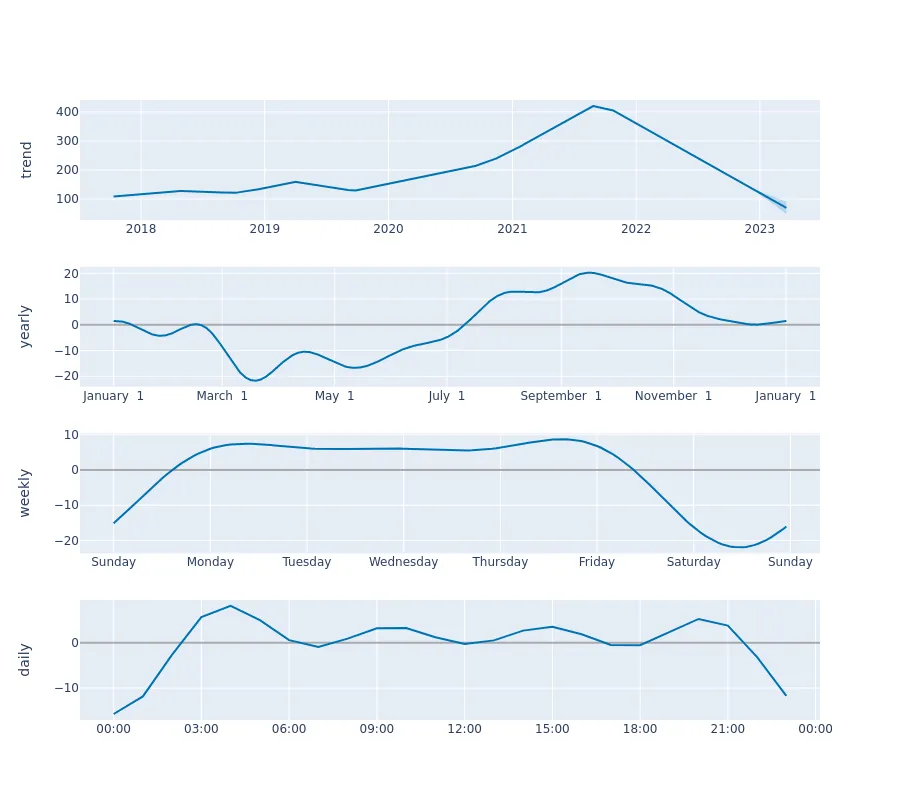 trend
400
300
200
100
2018 2019 2020 2021 2022 2023
yearly
20
10
0
−10
−20
January 1 March 1 May 1 July 1 September 1 November 1 January 1
weekly
10
0
−10
−20
Sunday Monday Tuesday Wednesday Thursday Friday Saturday Sunday
daily
0
−10
00:00 03:00 06:00 09:00 12:00 15:00 18:00 21:00 00:00